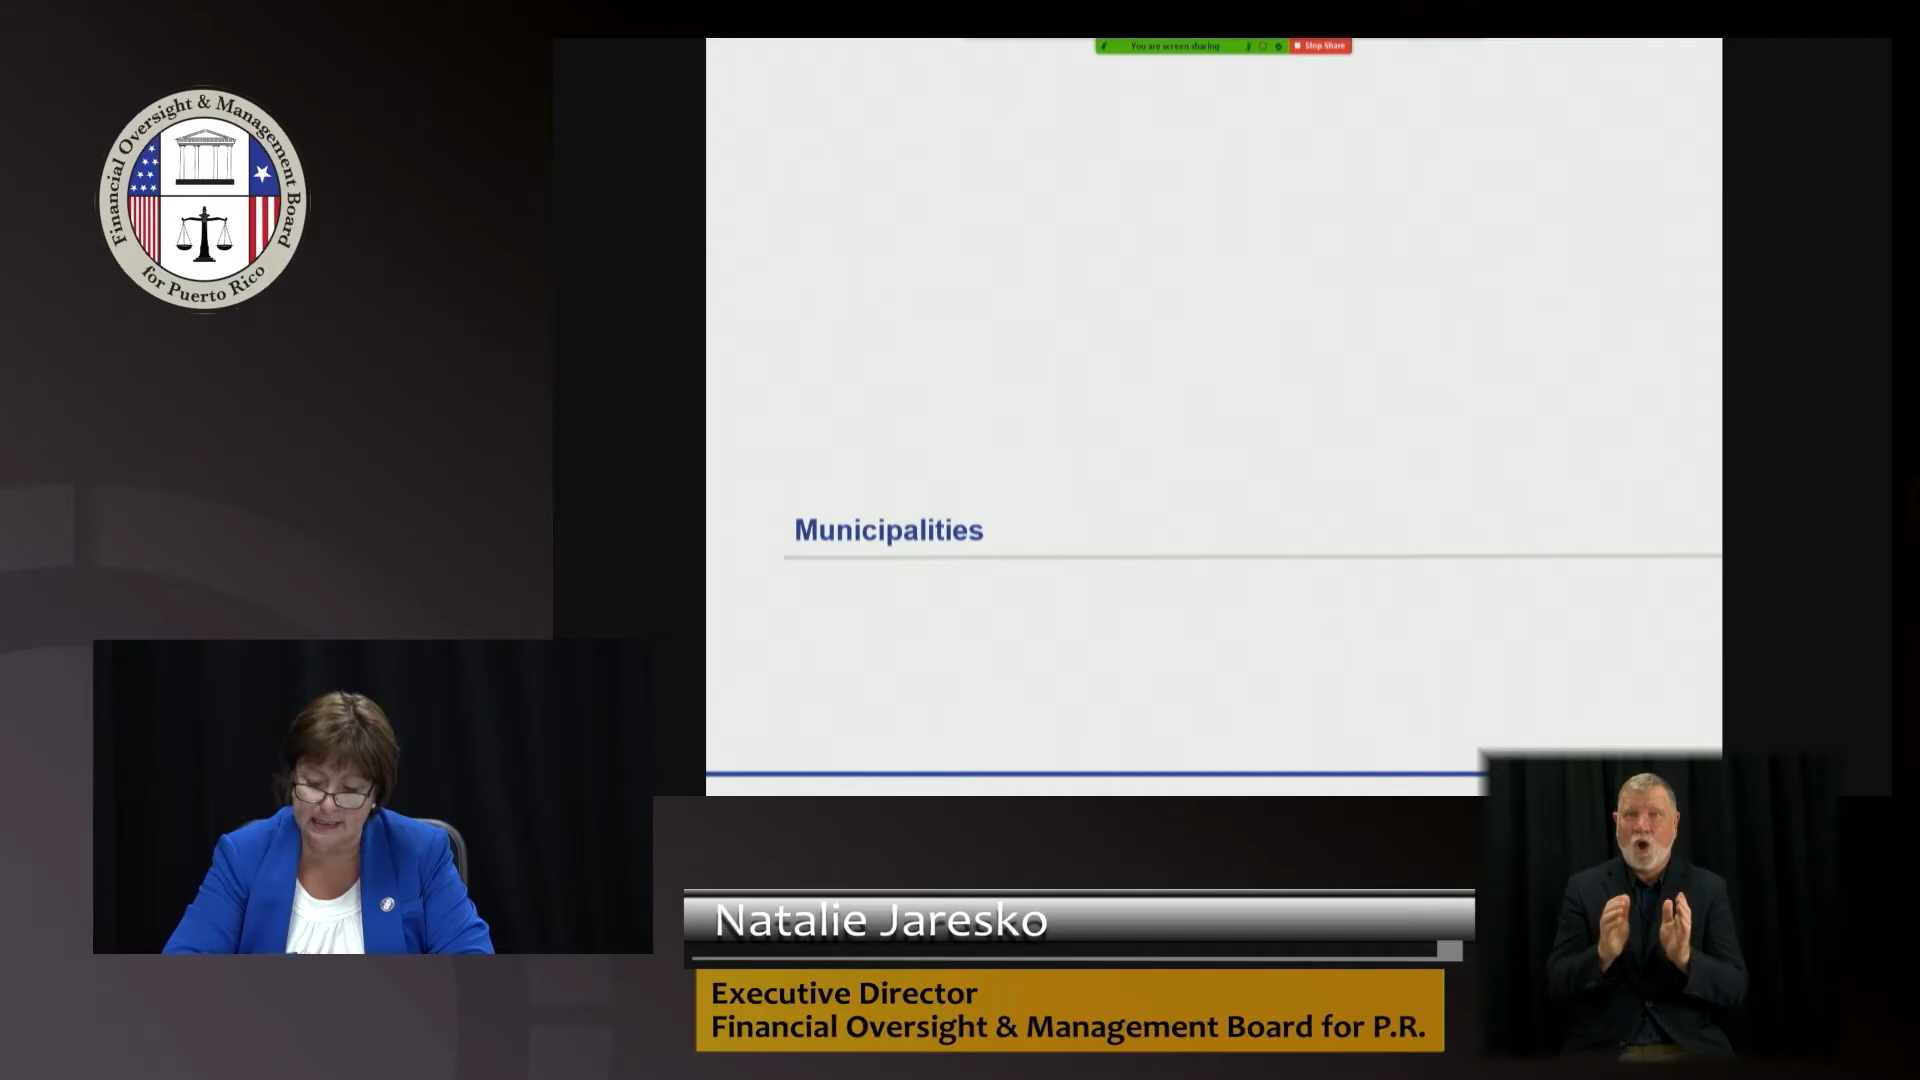 Financial Oversight & Management Board
for Puerto Rico
You are screen sharing
Stop Share
Municipalities
Natalie Jaresko
Executive Director
Financial Oversight & Management Board for P.R.